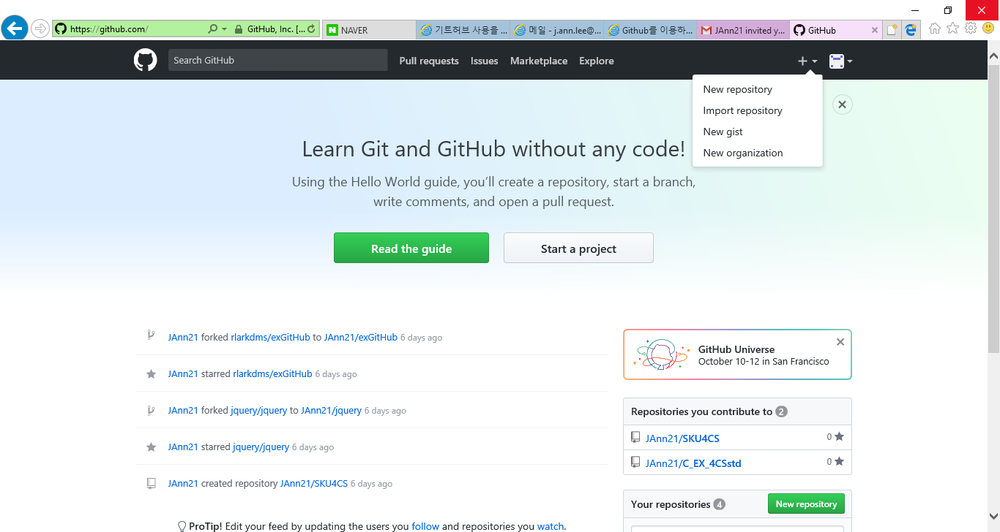 https://github.com/
GitHub, Inc. [...
NAVER
기트허브 사용을 ...
메일 - j.ann.lee@...
Github를 이용하...
JAnn21 invited y...
GitHub
Search GitHub
Pull requests
Issues
Marketplace
Explore
New repository
Import repository
New gist
New organization
Learn Git and GitHub without any code!
Using the Hello World guide, you’ll create a repository, start a branch,
write comments, and open a pull request.
Read the guide
Start a project
JAnn21 forked rlarkdms/exGitHub to JAnn21/exGitHub 6 days ago
JAnn21 starred rlarkdms/exGitHub 6 days ago
JAnn21 forked jquery/jquery to JAnn21/jquery 6 days ago
JAnn21 starred jquery/jquery 6 days ago
JAnn21 created repository JAnn21/SKU4CS 6 days ago
ProTip! Edit your feed by updating the users you follow and repositories you watch.
GitHub Universe
October 10-12 in San Francisco
Repositories you contribute to 2
JAnn21/SKU4CS 0
JAnn21/C_EX_4CSstd 0
Your repositories 4
New repository